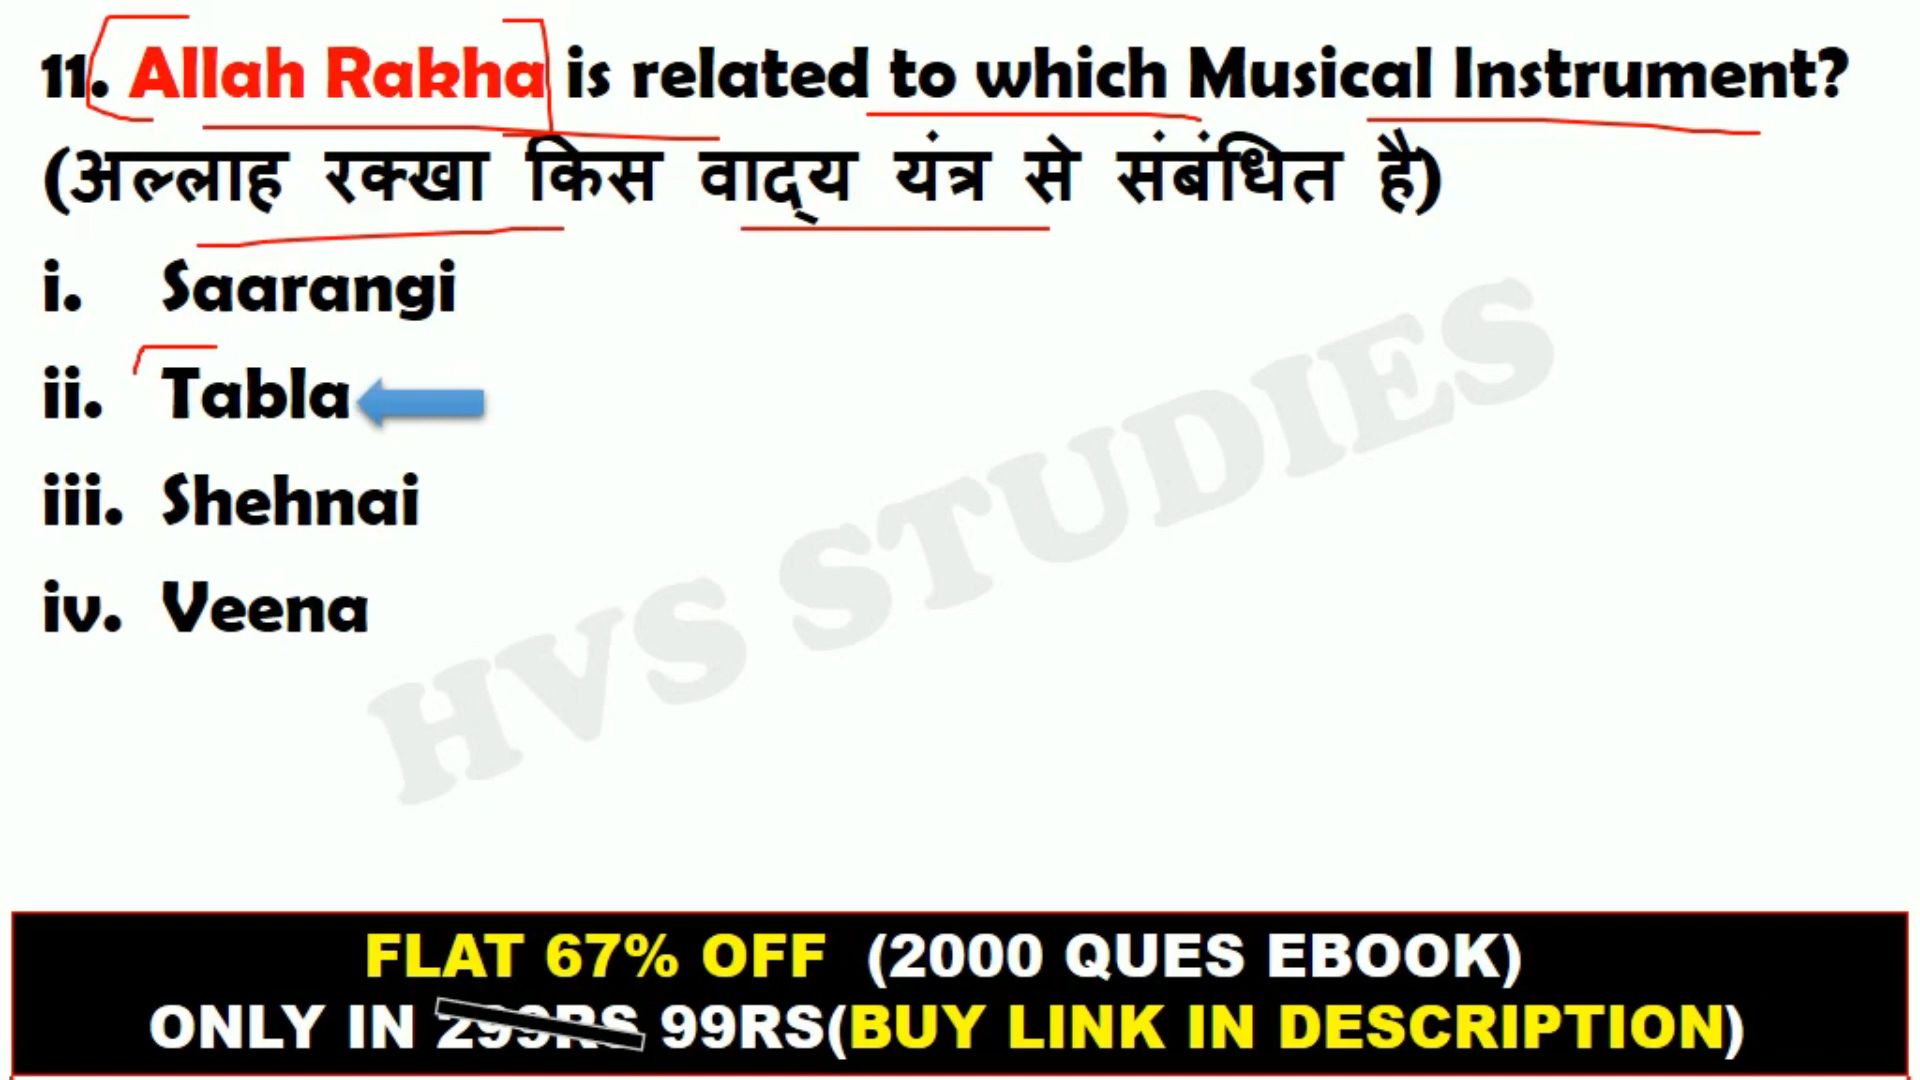 11. Allah Rakha is related to which Musical Instrument?
(अल्लाह रक्खा किस वाद्य यंत्र से संबंधित है)
i. Saarangi
ii. Tabla
iii. Shehnai
iv. Veena
HVS STUDIES
FLAT 67% OFF (2000 QUES EBOOK)
ONLY IN 299RS 99RS(BUY LINK IN DESCRIPTION)